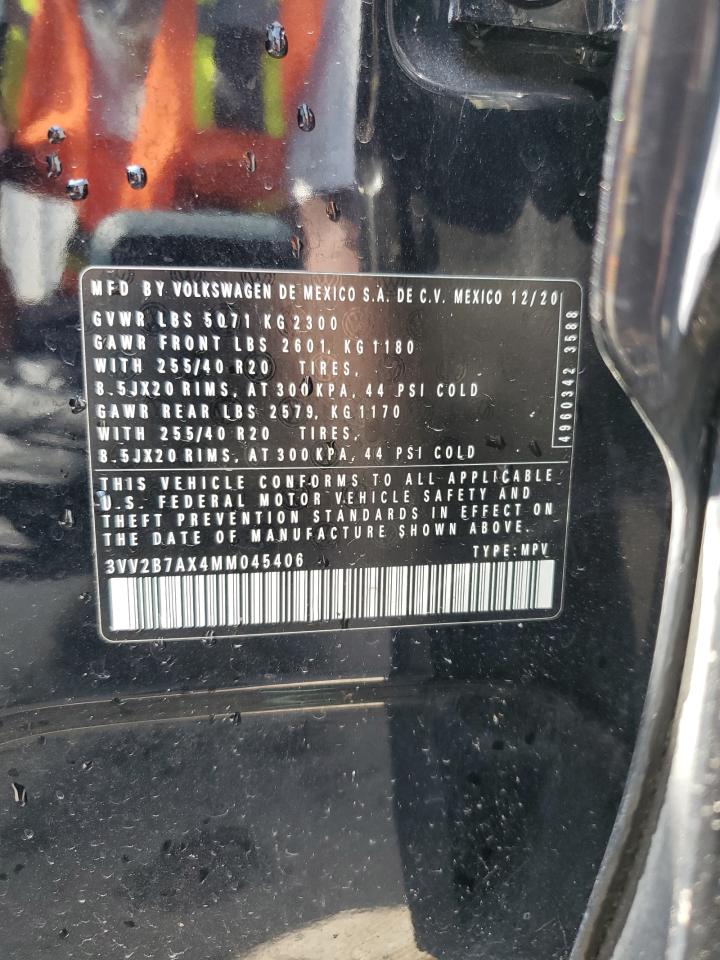 MFD BY VOLKSWAGEN DE MEXICO S.A. DE C.V. MEXICO 12/20
GVWR LBS 5071 KG 2300
GAWR FRONT LBS 2601, KG 1180
WITH 255/40 R20 TIRES,
8.5JX20 RIMS, AT 300 KPA, 44 PSI COLD
GAWR REAR LBS 2579, KG 1170
WITH 255/40 R20 TIRES,
8.5JX20 RIMS, AT 300 KPA, 44 PSI COLD
4960342 3588
THIS VEHICLE CONFORMS TO ALL APPLICABLE
U.S. FEDERAL MOTOR VEHICLE SAFETY AND
THEFT PREVENTION STANDARDS IN EFFECT ON
THE DATE OF MANUFACTURE SHOWN ABOVE.
3VV2B7AX4MM045406 TYPE: MPV